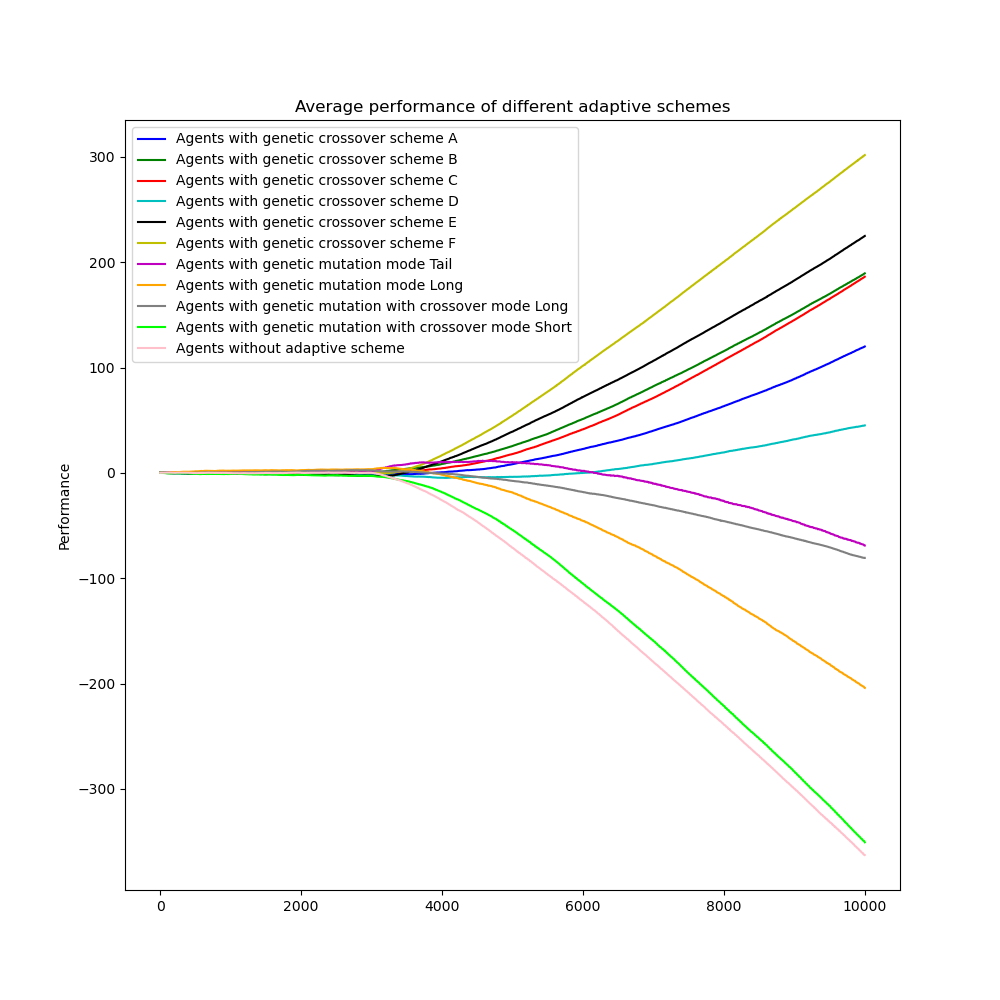 Average performance of different adaptive schemes
Agents with genetic crossover scheme A
Agents with genetic crossover scheme B
Agents with genetic crossover scheme C
Agents with genetic crossover scheme D
Agents with genetic crossover scheme E
Agents with genetic crossover scheme F
Agents with genetic mutation mode Tail
Agents with genetic mutation mode Long
Agents with genetic mutation with crossover mode Long
Agents with genetic mutation with crossover mode Short
Agents without adaptive scheme
300
200
100
0
−100
−200
−300
Performance
0 2000 4000 6000 8000 10000